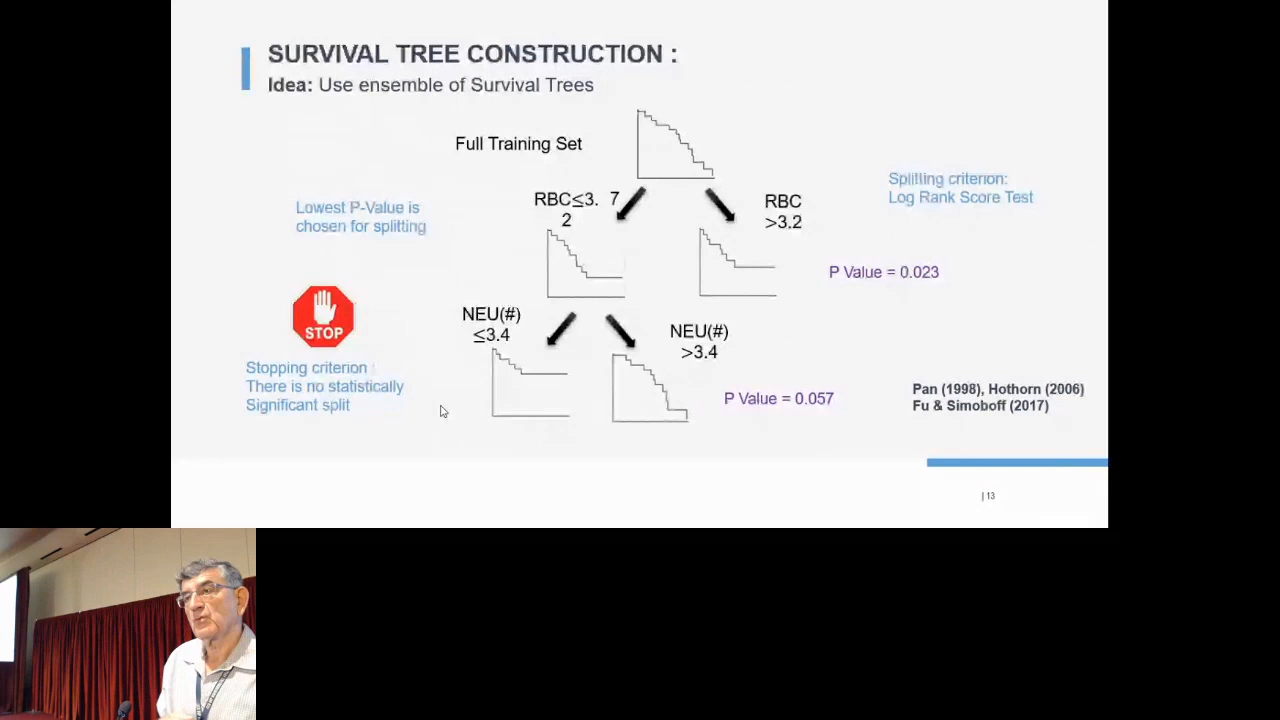 SURVIVAL TREE CONSTRUCTION :
Idea: Use ensemble of Survival Trees
Full Training Set
Splitting criterion:
Log Rank Score Test
Lowest P-Value is
chosen for splitting
RBC≤3. 7
2
RBC
>3.2
P Value = 0.023
STOP
NEU(#)
≤3.4
NEU(#)
>3.4
Stopping criterion :
There is no statistically
Significant split
P Value = 0.057
Pan (1998), Hothorn (2006)
Fu & Simoboff (2017)
| 13